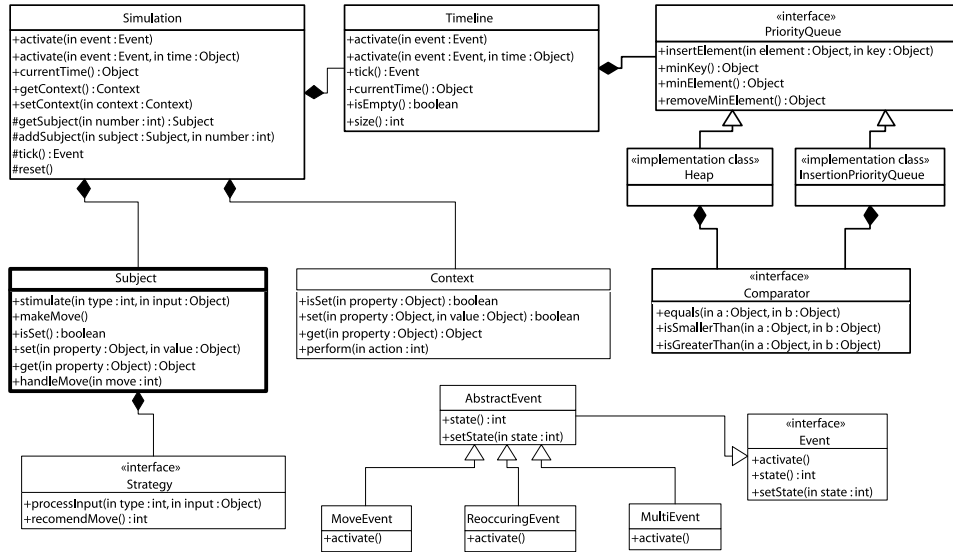 Simulation
+activate(in event : Event)
+activate(in event : Event, in time : Object)
+currentTime() : Object
+getContext() : Context
+setContext(in context : Context)
#getSubject(in number : int) : Subject
#addSubject(in subject : Subject, in number : int)
#tick() : Event
#reset()
Timeline
+activate(in event : Event)
+activate(in event : Event, in time : Object)
+tick() : Event
+currentTime() : Object
+isEmpty() : boolean
+size() : int
«interface»
PriorityQueue
+insertElement(in element : Object, in key : Object)
+minKey() : Object
+minElement() : Object
+removeMinElement() : Object
«implementation class»
Heap
«implementation class»
InsertionPriorityQueue
Subject
+stimulate(in type : int, in input : Object)
+makeMove()
+isSet() : boolean
+set(in property : Object, in value : Object)
+get(in property : Object) : Object
+handleMove(in move : int)
Context
+isSet(in property : Object) : boolean
+set(in property : Object, in value : Object) : boolean
+get(in property : Object) : Object
+perform(in action : int)
«interface»
Comparator
+equals(in a : Object, in b : Object)
+isSmallerThan(in a : Object, in b : Object)
+isGreaterThan(in a : Object, in b : Object)
«interface»
Strategy
+processInput(in type : int, in input : Object)
+recomendMove() : int
AbstractEvent
+state() : int
+setState(in state : int)
«interface»
Event
+activate()
+state() : int
+setState(in state : int)
MoveEvent
+activate()
ReoccuringEvent
+activate()
MultiEvent
+activate()